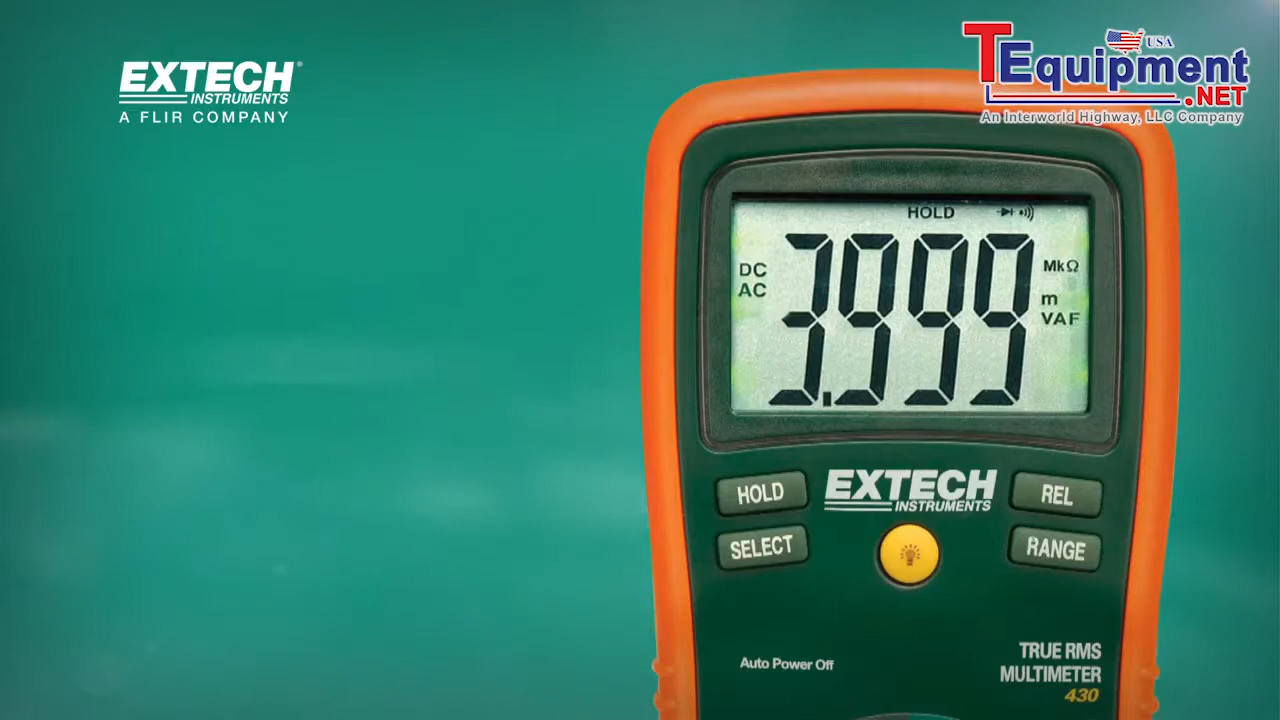 EXTECH®
INSTRUMENTS
A FLIR COMPANY
TEquipment
USA
.NET
An Interworld Highway, LLC Company
HOLD
DC
AC
3.999
MkΩ
m
VAF
EXTECH
INSTRUMENTS
HOLD
REL
SELECT
RANGE
Auto Power Off
TRUE RMS
MULTIMETER
430